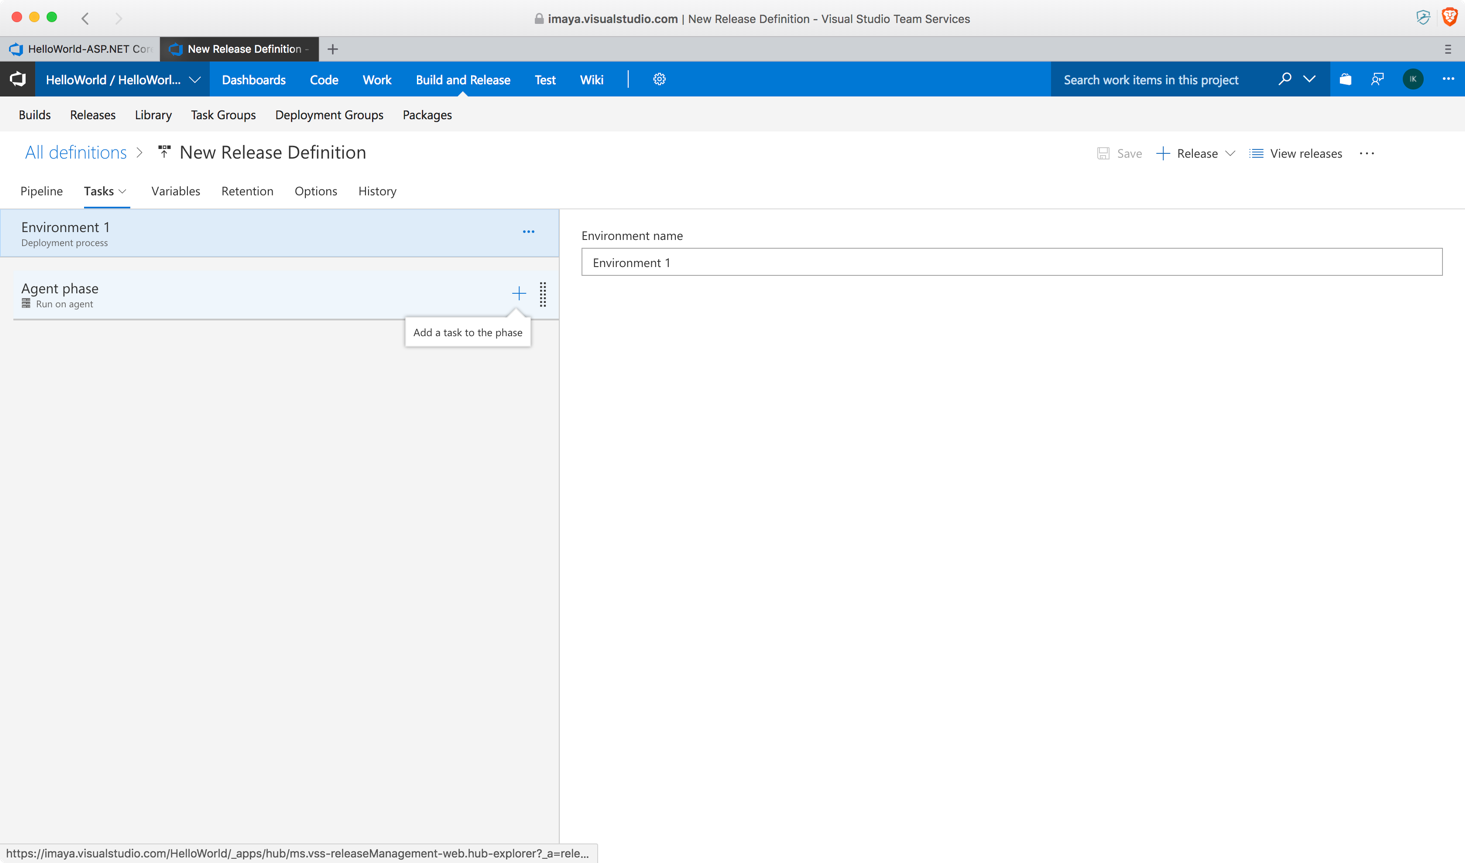 imaya.visualstudio.com | New Release Definition - Visual Studio Team Services
HelloWorld-ASP.NET Cor
New Release Definition -
HelloWorld / HelloWorl...
Dashboards
Code
Work
Build and Release
Test
Wiki
Search work items in this project
IK
Builds
Releases
Library
Task Groups
Deployment Groups
Packages
All definitions
New Release Definition
Save
Release
View releases
Pipeline
Tasks
Variables
Retention
Options
History
Environment 1
Deployment process
Agent phase
Run on agent
Add a task to the phase
Environment name
Environment 1
https://imaya.visualstudio.com/HelloWorld/_apps/hub/ms.vss-releaseManagement-web.hub-explorer?_a=rele...